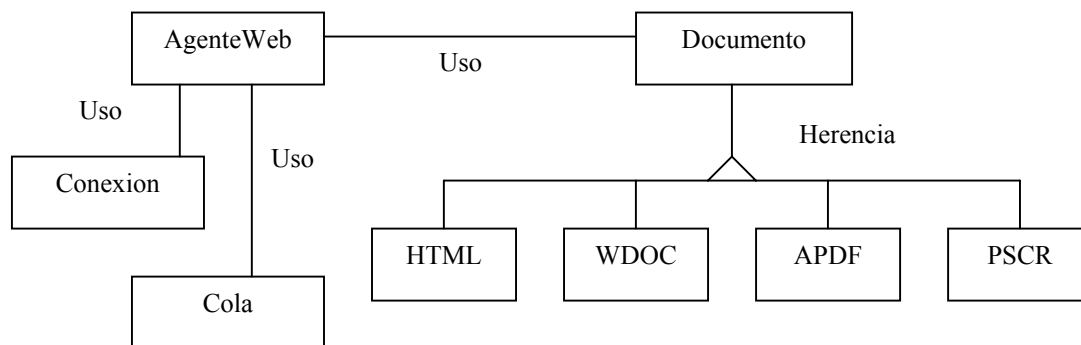 AgenteWeb
Documento
Uso
Uso
Herencia
Uso
Conexion
HTML
WDOC
APDF
PSCR
Cola